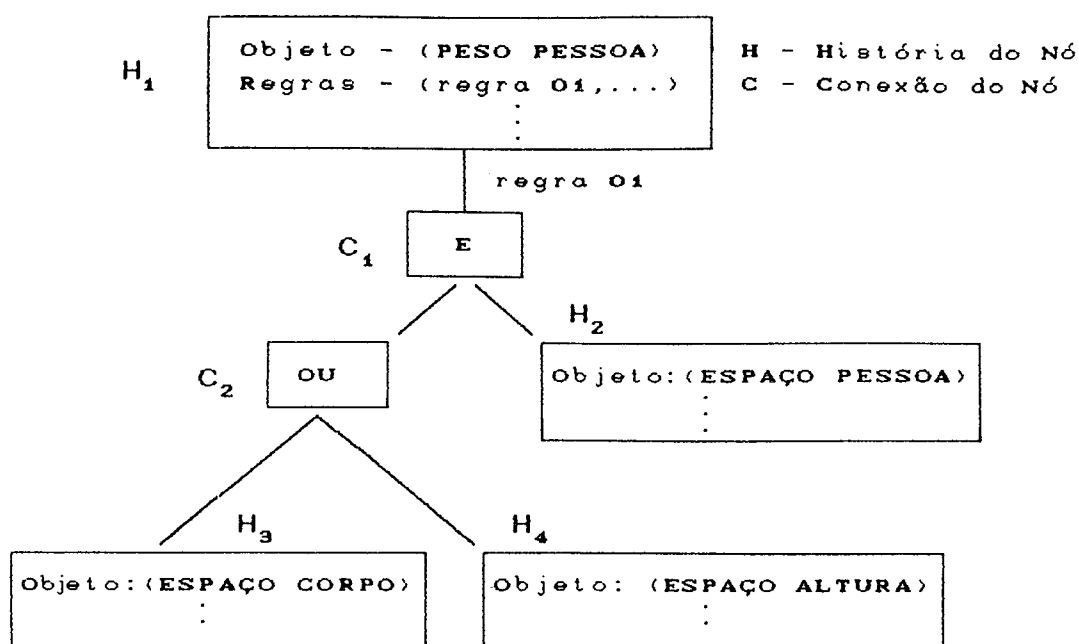 Objeto - (PESO PESSOA)
H - História do Nó
H₁
Regras - (regra 01,...)
C - Conexão do Nó
regra 01
C₁
E
H₂
C₂
OU
Objeto:(ESPAÇO PESSOA)
H₃
H₄
Objeto:(ESPAÇO CORPO)
Objeto: (ESPAÇO ALTURA)